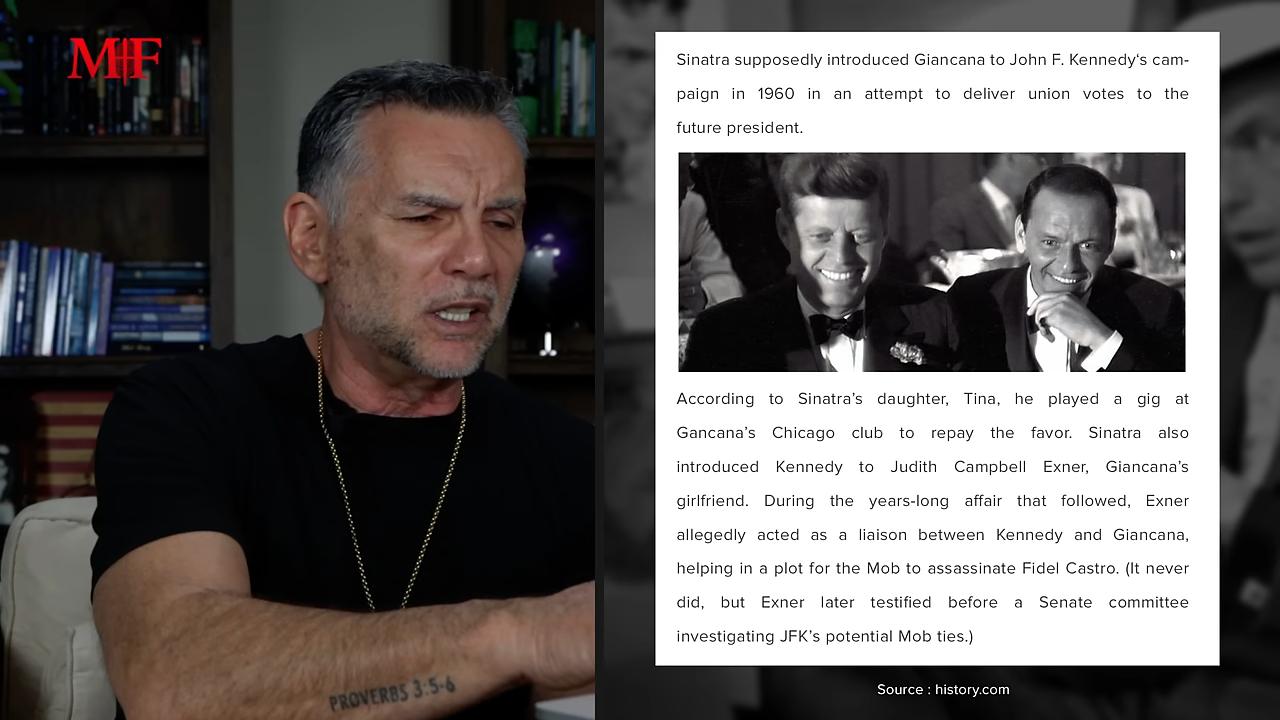 MF
Sinatra supposedly introduced Giancana to John F. Kennedy‘s cam-
paign in 1960 in an attempt to deliver union votes to the
future president.
According to Sinatra’s daughter, Tina, he played a gig at
Gancana’s Chicago club to repay the favor. Sinatra also
introduced Kennedy to Judith Campbell Exner, Giancana’s
girlfriend. During the years-long affair that followed, Exner
allegedly acted as a liaison between Kennedy and Giancana,
helping in a plot for the Mob to assassinate Fidel Castro. (It never
did, but Exner later testified before a Senate committee
investigating JFK’s potential Mob ties.)
PROVERBS 3:5-6
Source : history.com